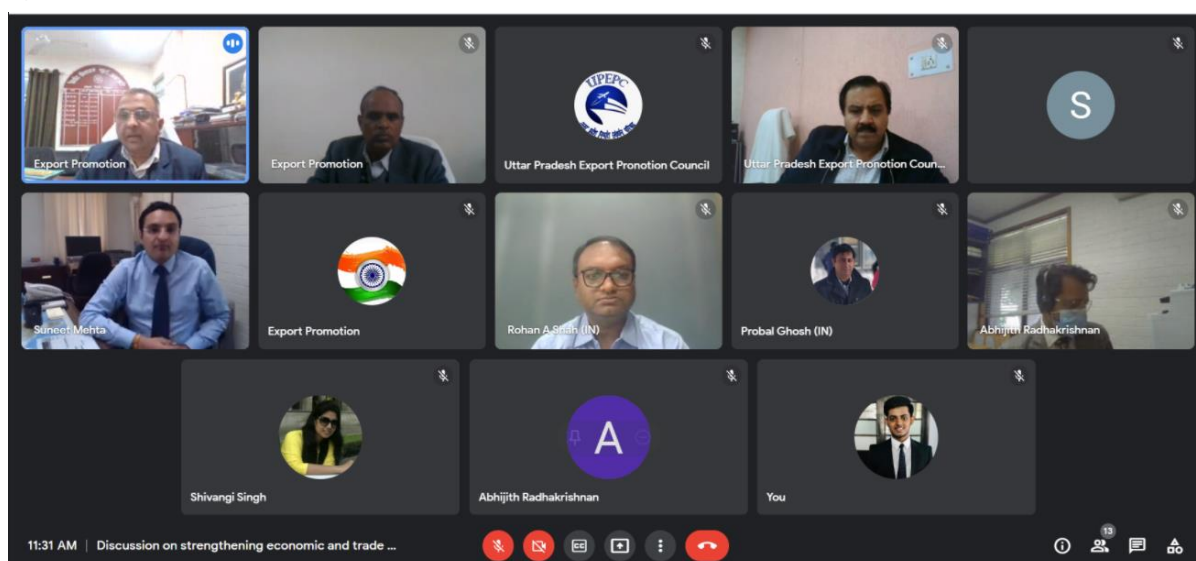 Export Promotion
Export Promotion
UPEPC
Uttar Pradesh Export Pronotion Council
Uttar Pradesh Export Pronotion Coun...
S
Suneet Mehta
Export Promotion
Rohan A Shah (IN)
Probal Ghosh (IN)
Abhijith Radhakrishnan
Shivangi Singh
A
Abhijith Radhakrishnan
You
11:31 AM | Discussion on strengthening economic and trade ...
CC
13